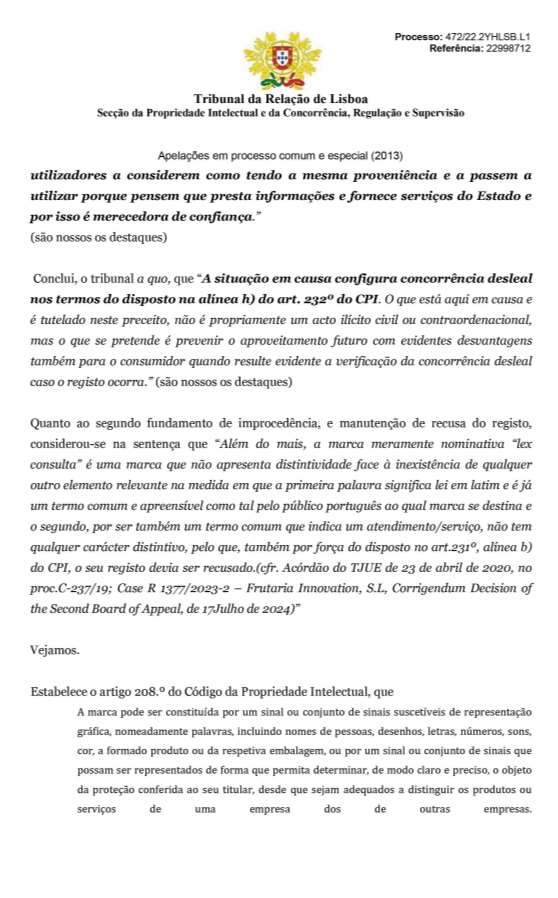 Processo: 472/22.2YHLSB.L1
Referência: 22998712
Tribunal da Relação de Lisboa
Secção da Propriedade Intelectual e da Concorrência, Regulação e Supervisão
Apelações em processo comum e especial (2013)
utilizadores a considerem como tendo a mesma proveniência e a passem a
utilizar porque pensem que presta informações e fornece serviços do Estado e
por isso é merecedora de confiança.”
(são nossos os destaques)
Conclui, o tribunal a quo, que “A situação em causa configura concorrência desleal
nos termos do disposto na alínea h) do art. 232º do CPI. O que está aqui em causa e
é tutelado neste preceito, não é propriamente um acto ilícito civil ou contraordenacional,
mas o que se pretende é prevenir o aproveitamento futuro com evidentes desvantagens
também para o consumidor quando resulte evidente a verificação da concorrência desleal
caso o registo ocorra.” (são nossos os destaques)
Quanto ao segundo fundamento de improcedência, e manutenção de recusa do registo,
considerou-se na sentença que “Além do mais, a marca meramente nominativa “lex
consulta” é uma marca que não apresenta distintividade face à inexistência de qualquer
outro elemento relevante na medida em que a primeira palavra significa lei em latim e é já
um termo comum e apreensível como tal pelo público português ao qual marca se destina e
o segundo, por ser também um termo comum que indica um atendimento/serviço, não tem
qualquer carácter distintivo, pelo que, também por força do disposto no art.231º, alínea b)
do CPI, o seu registo devia ser recusado.(cfr. Acórdão do TJUE de 23 de abril de 2020, no
proc.C-237/19; Case R 1377/2023-2 – Frutaria Innovation, S.L, Corrigendum Decision of
the Second Board of Appeal, de 17Julho de 2024)”
Vejamos.
Estabelece o artigo 208.º do Código da Propriedade Intelectual, que
A marca pode ser constituída por um sinal ou conjunto de sinais suscetíveis de representação
gráfica, nomeadamente palavras, incluindo nomes de pessoas, desenhos, letras, números, sons,
cor, a formado produto ou da respetiva embalagem, ou por um sinal ou conjunto de sinais que
possam ser representados de forma que permita determinar, de modo claro e preciso, o objeto
da proteção conferida ao seu titular, desde que sejam adequados a distinguir os produtos ou
serviços de uma empresa dos de outras empresas.